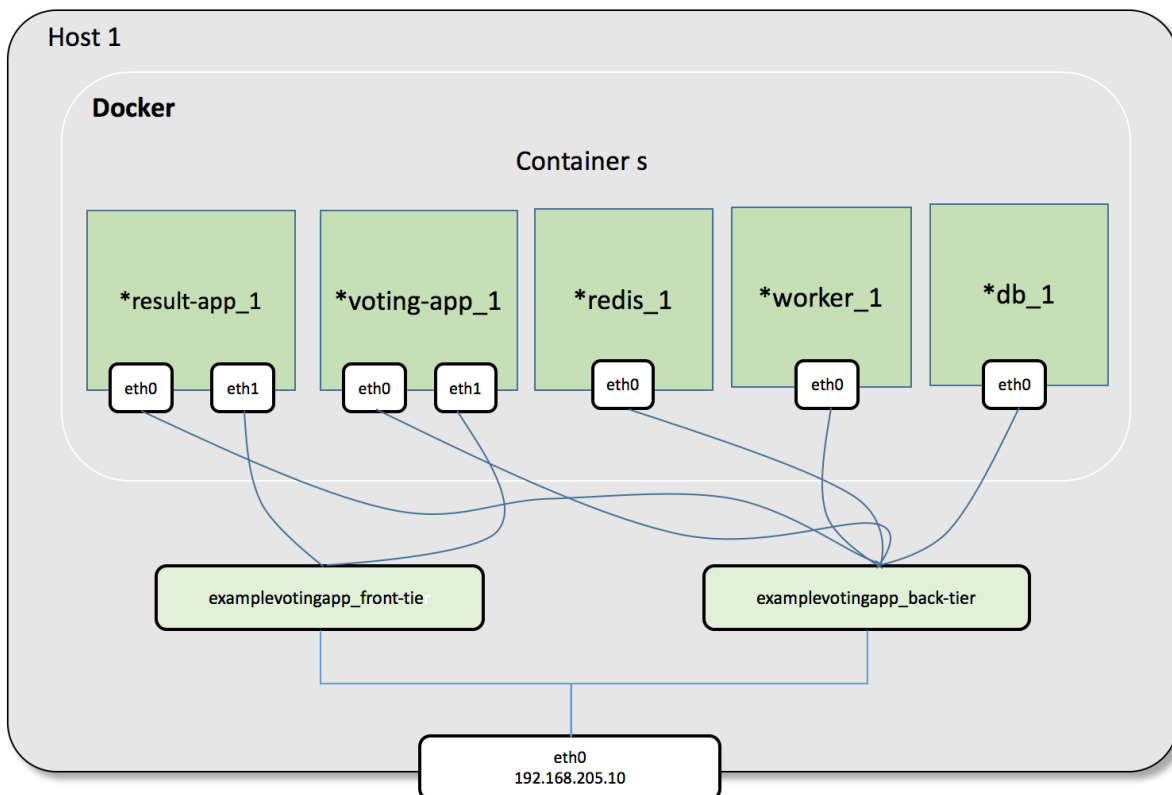 Host 1
Docker
Container s
*result-app_1
*voting-app_1
*redis_1
*worker_1
*db_1
eth0
eth1
eth0
eth1
eth0
eth0
eth0
examplevotingapp_front-tier
examplevotingapp_back-tier
eth0
192.168.205.10